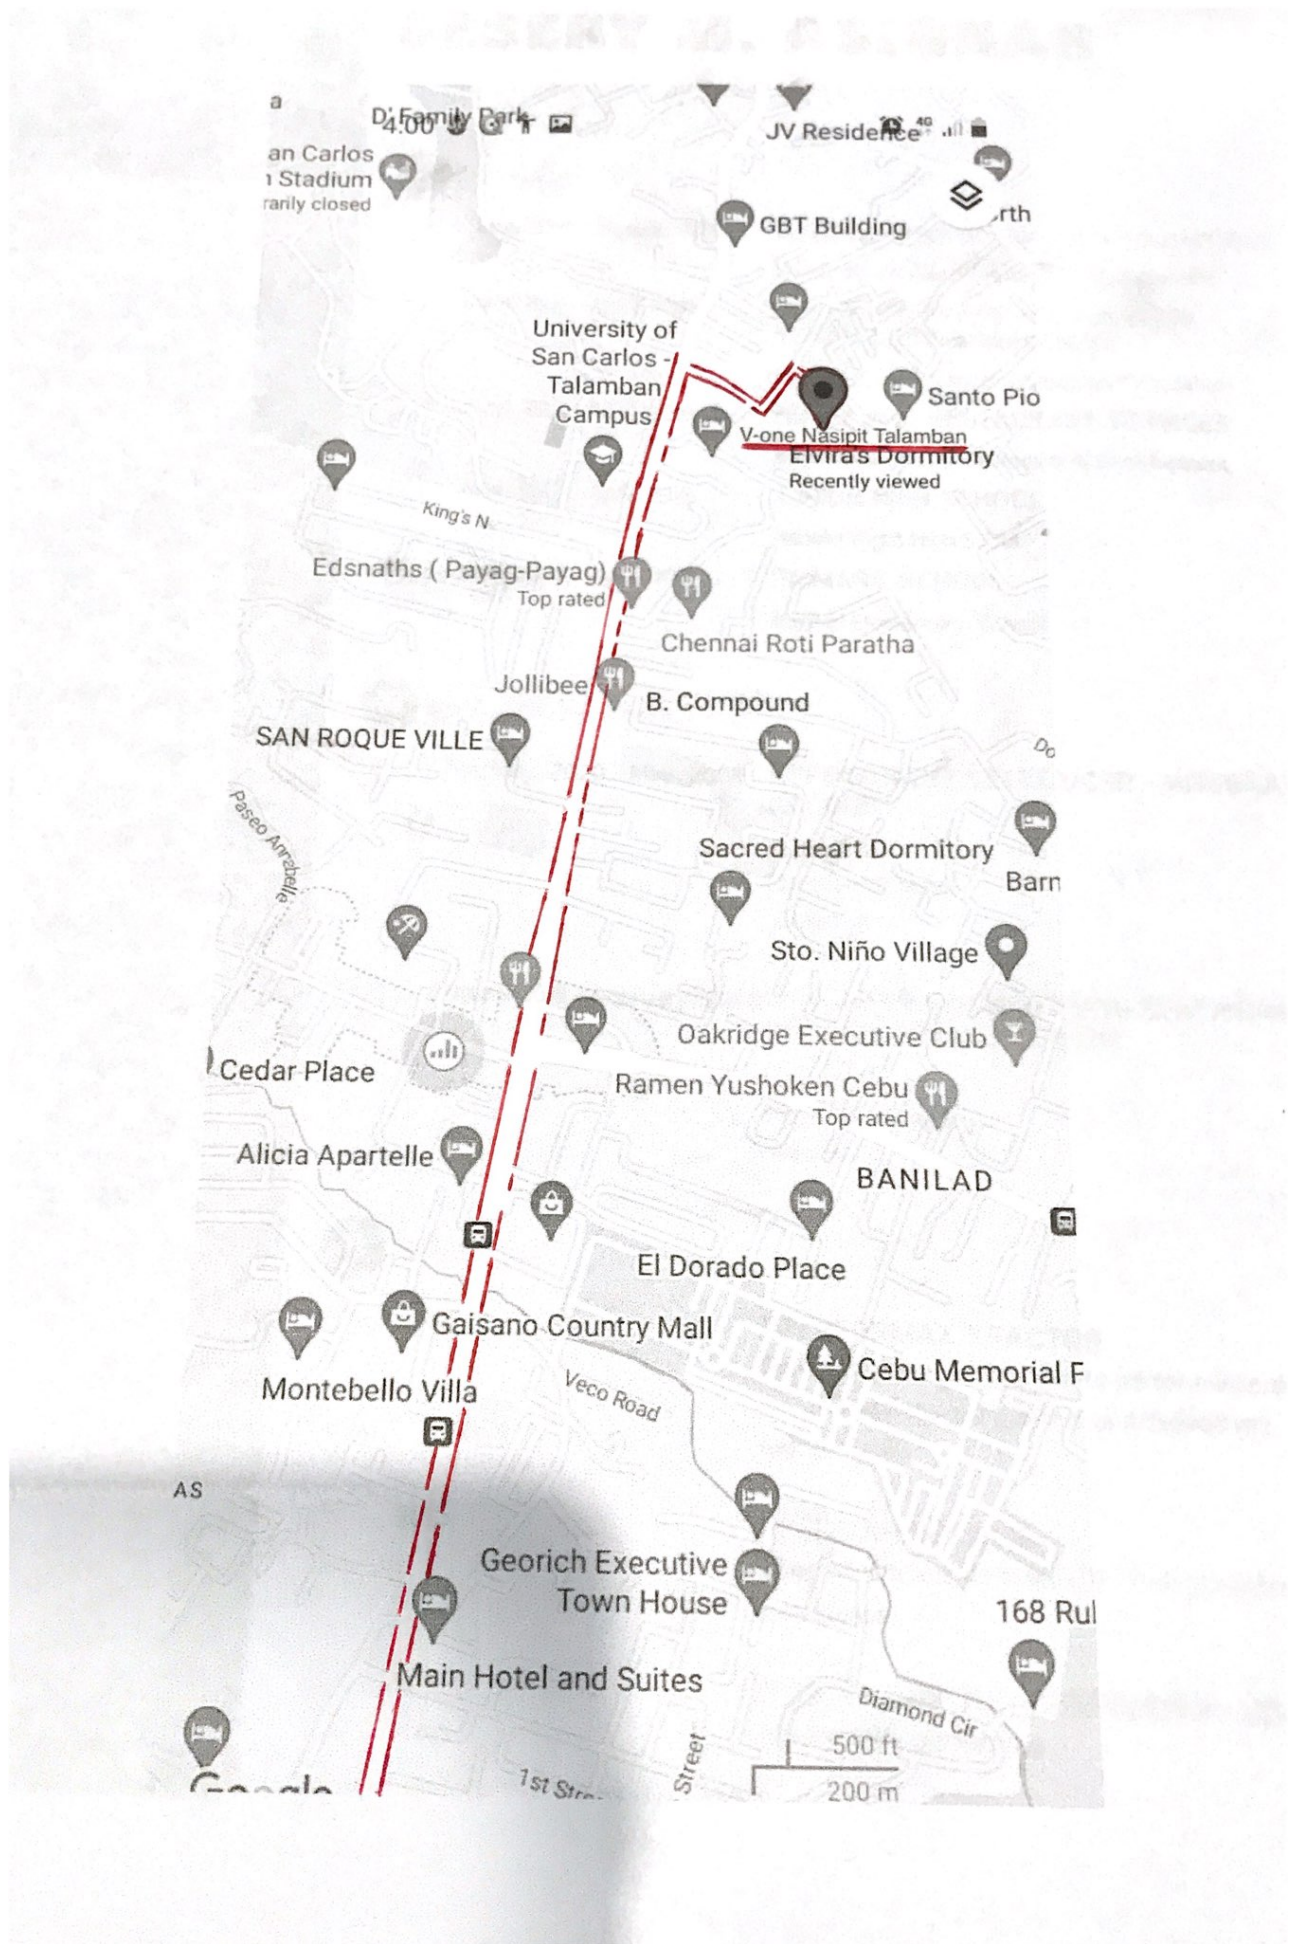 a
D' Family Park
4:00
4G
JV Residence
an Carlos
n Stadium
rarily closed
rth
GBT Building
University of
San Carlos -
Talamban
Campus
Santo Pio
V-one Nasipit Talamban
Elvira's Dormitory
Recently viewed
King's N
Edsnaths ( Payag-Payag)
Top rated
Chennai Roti Paratha
Jollibee
B. Compound
SAN ROQUE VILLE
Do
Paseo Annabelle
Sacred Heart Dormitory
Barn
Sto. Niño Village
Oakridge Executive Club
Cedar Place
Ramen Yushoken Cebu
Top rated
Alicia Apartelle
BANILAD
El Dorado Place
Gaisano Country Mall
Cebu Memorial P
Montebello Villa
Veco Road
AS
Georich Executive
Town House
168 Rul
Main Hotel and Suites
Diamond Cir
Street
500 ft
1st Stre
200 m
Google